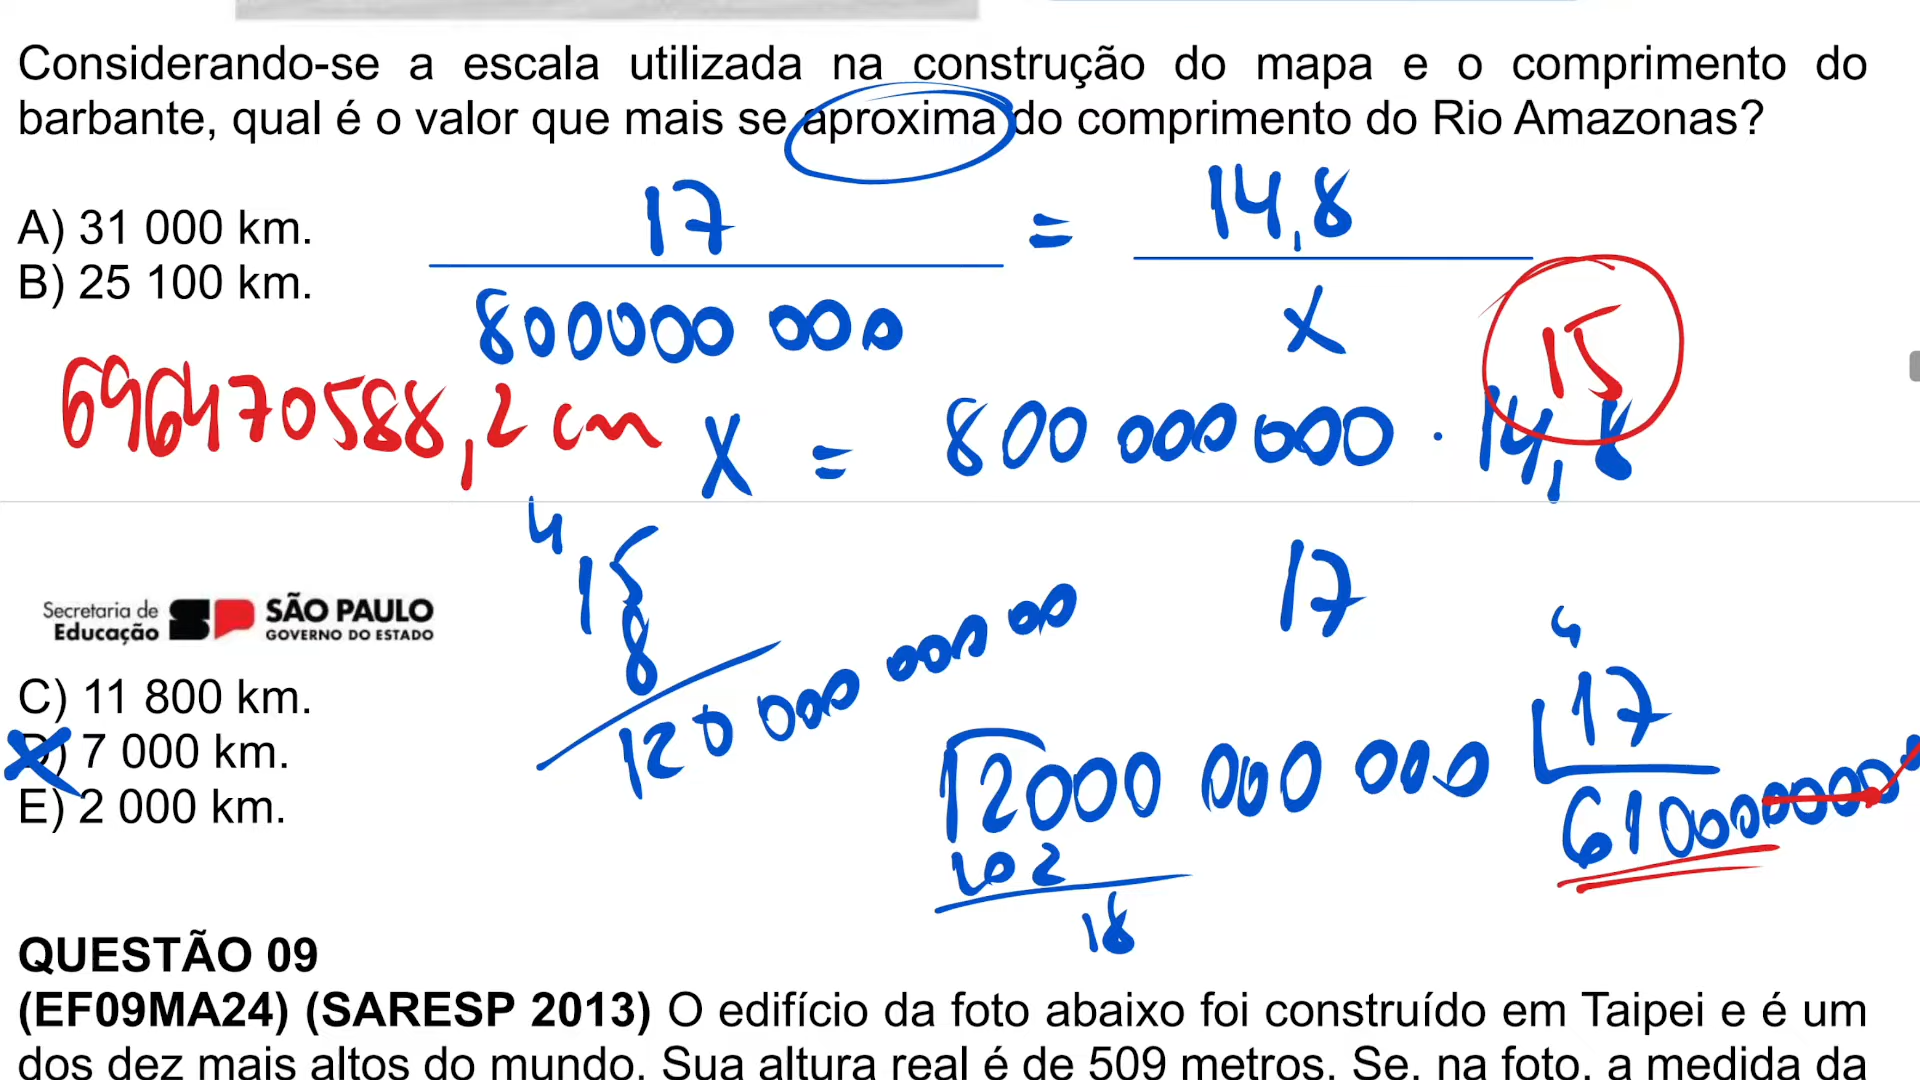 Considerando-se a escala utilizada na construção do mapa e o comprimento do
barbante, qual é o valor que mais se aproxima do comprimento do Rio Amazonas?
17 = 14,8
A) 31 000 km.
B) 25 100 km.
800000 000 x
15
696470588,2 cm
x = 800 000 000 · 14,8
17
4
15
8
120 000 000 00
Secretaria de
Educação
SP
SÃO PAULO
GOVERNO DO ESTADO
C) 11 800 km.
D) 7 000 km.
E) 2 000 km.
4
12000 000 000 17
102
18
QUESTÃO 09
(EF09MA24) (SARESP 2013) O edifício da foto abaixo foi construído em Taipei e é um
dos dez mais altos do mundo. Sua altura real é de 509 metros. Se, na foto, a medida da